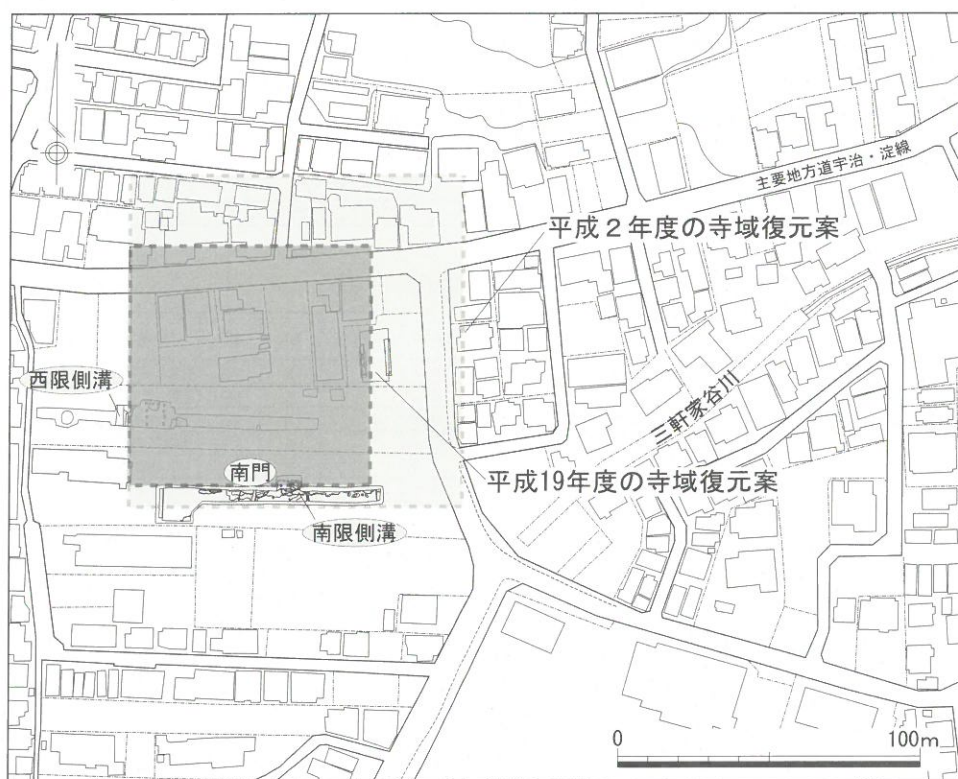 主要地方道宇治・淀線
平成２年度の寺域復元案
西限側溝
三軒家谷川
南門
平成19年度の寺域復元案
南限側溝
0
100m